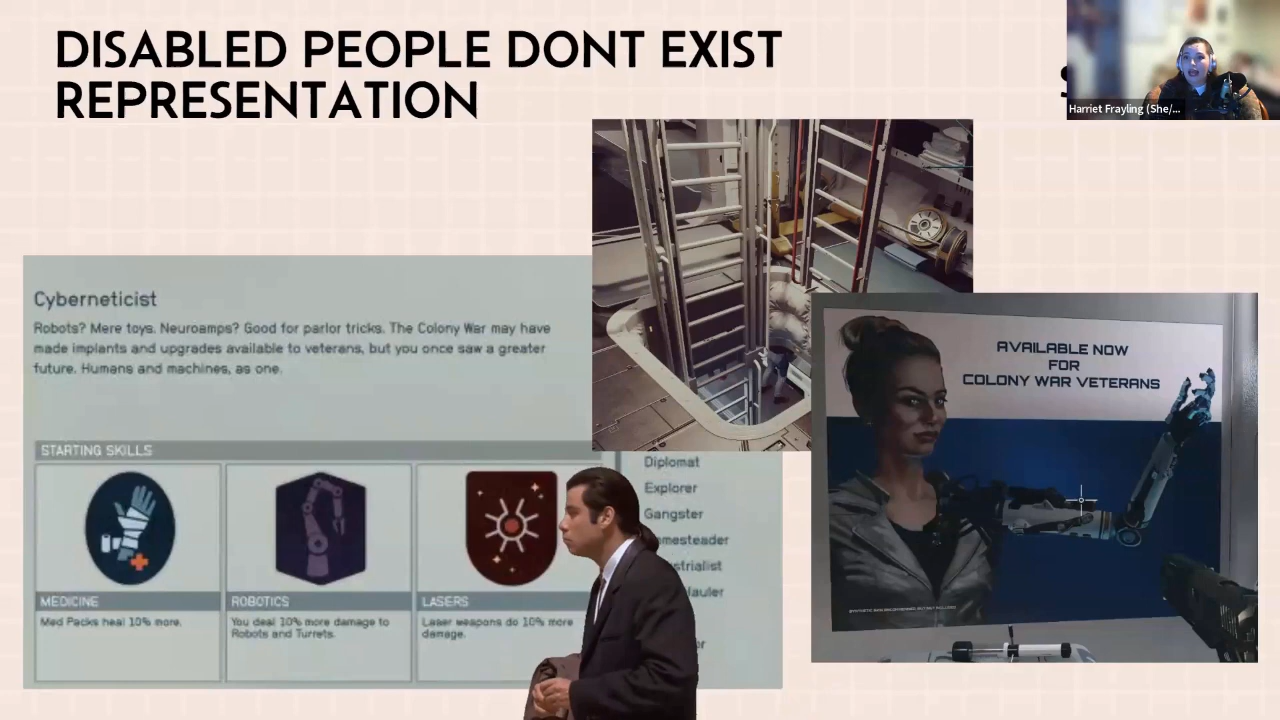 DISABLED PEOPLE DONT EXIST
REPRESENTATION
Harriet Frayling (She/...
Cyberneticist
Robots? Mere toys. Neuroamps? Good for parlor tricks. The Colony War may have
made implants and upgrades available to veterans, but you once saw a greater
future. Humans and machines, as one.
STARTING SKILLS
MEDICINE
Med Packs heal 10% more.
ROBOTICS
You deal 10% more damage to
Robots and Turrets.
LASERS
Laser weapons do 10% more
damage.
Diplomat
Explorer
Gangster
AVAILABLE NOW
FOR
COLONY WAR VETERANS